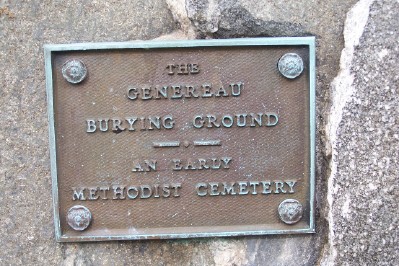 THE
GENEREAU
BURYING GROUND
AN EARLY
METHODIST CEMETERY